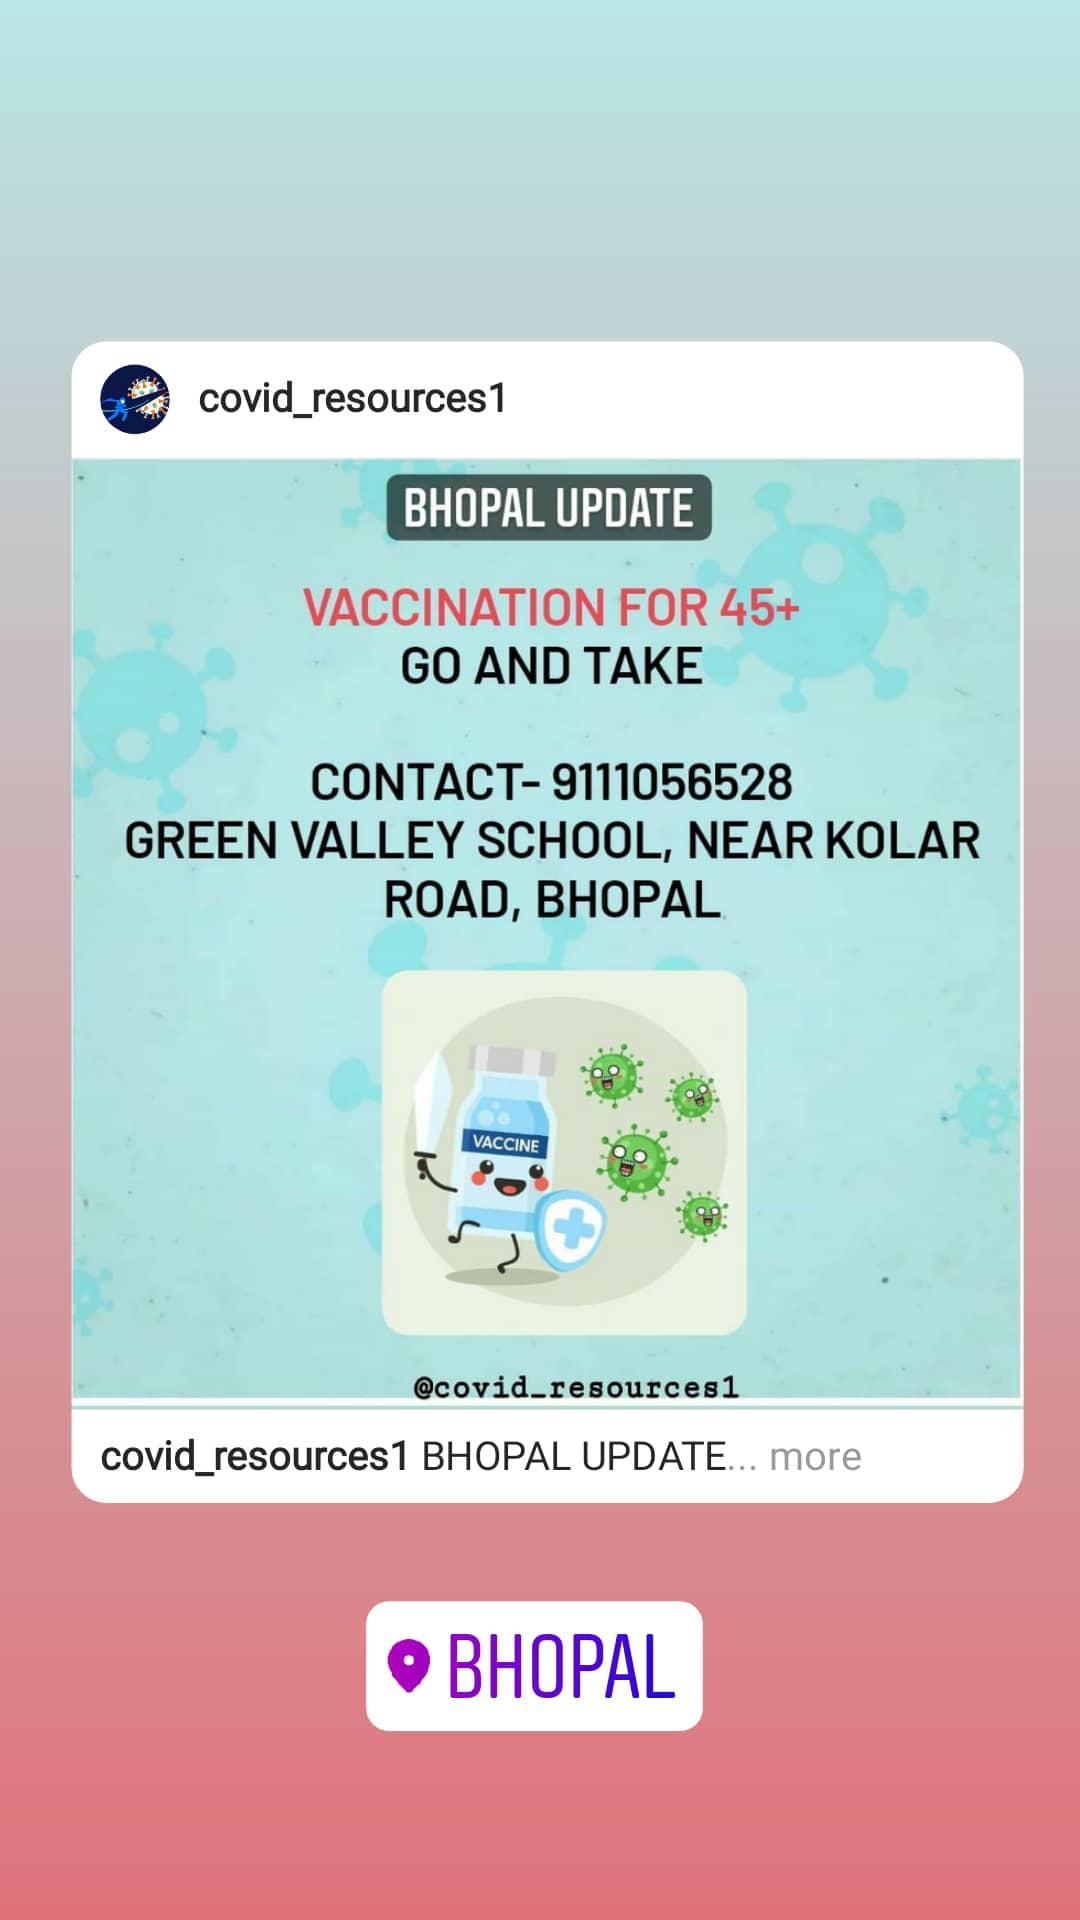 covid_resources1
BHOPAL UPDATE
VACCINATION FOR 45+
GO AND TAKE
CONTACT- 9111056528
GREEN VALLEY SCHOOL, NEAR KOLAR
ROAD, BHOPAL
VACCINE
@covid_resources1
covid_resources1 BHOPAL UPDATE... more
BHOPAL